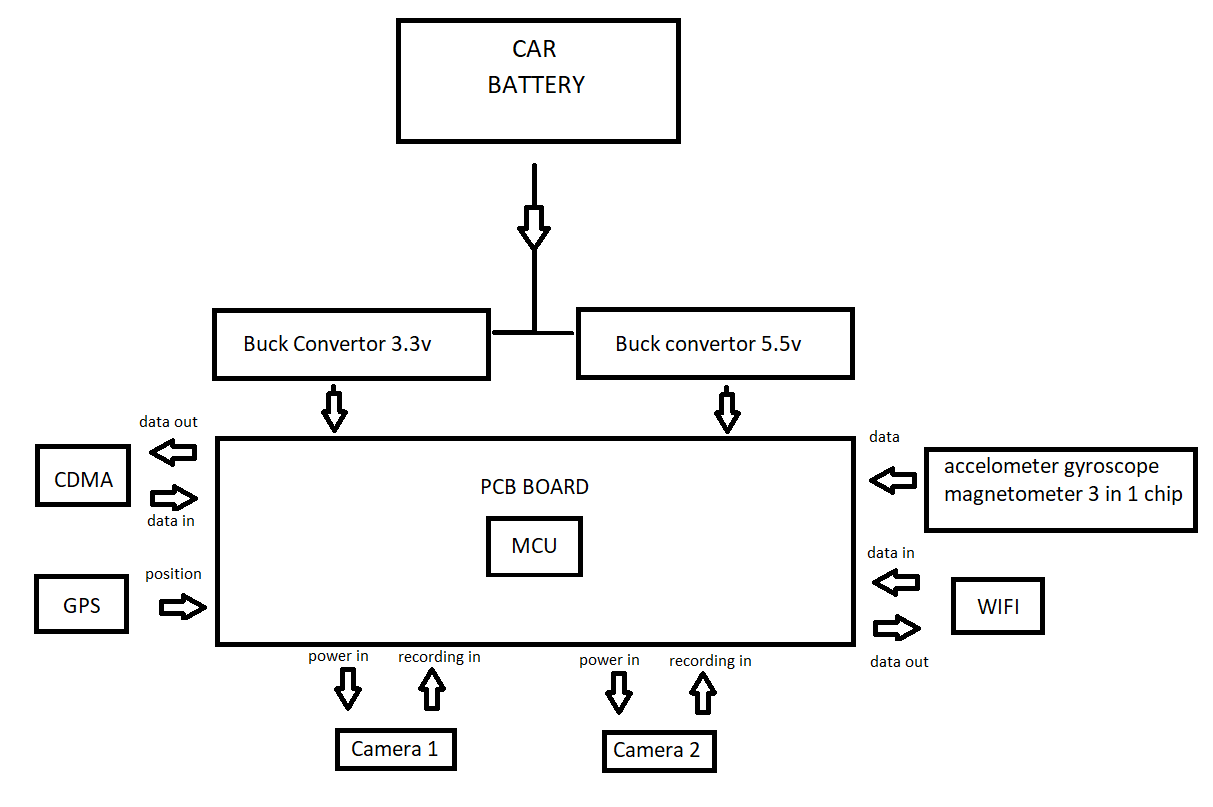 CAR
BATTERY
Buck Convertor 3.3v
Buck convertor 5.5v
data out
CDMA
data in
position
GPS
PCB BOARD
MCU
data
accelometer gyroscope
magnetometer 3 in 1 chip
data in
WIFI
data out
power in
recording in
power in
recording in
Camera 1
Camera 2